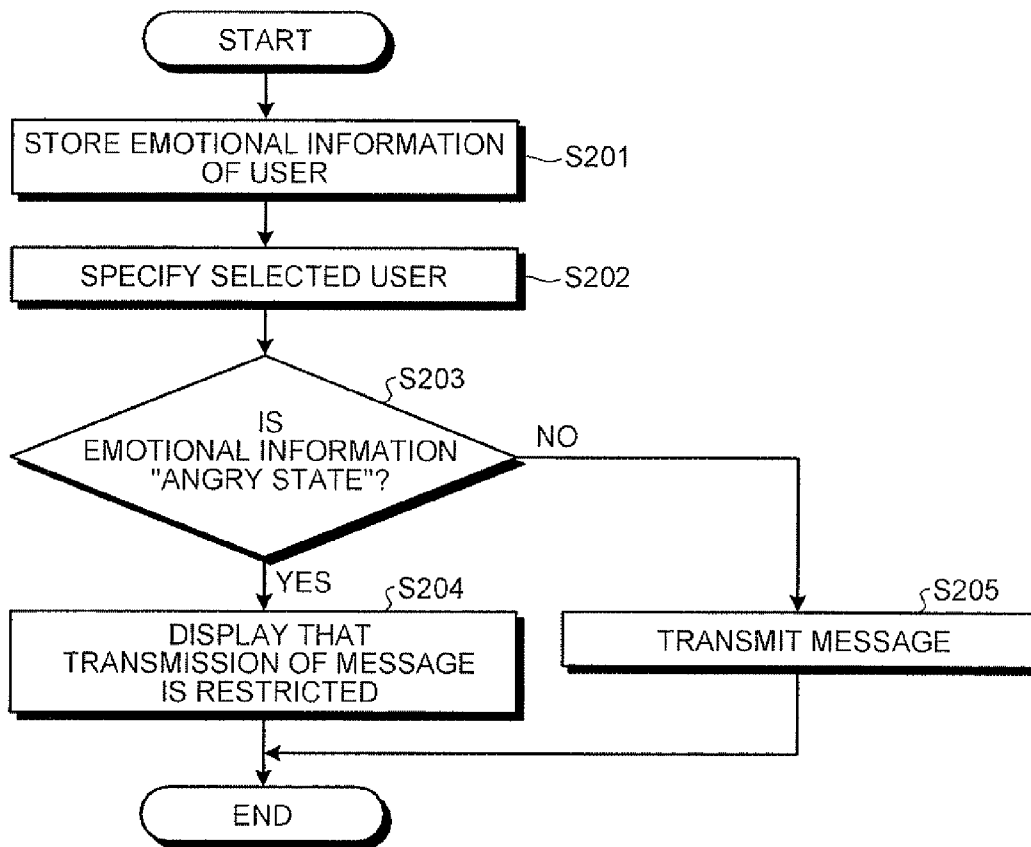 START
STORE EMOTIONAL INFORMATION
OF USER
S201
SPECIFY SELECTED USER
S202
S203
IS
EMOTIONAL INFORMATION
"ANGRY STATE"?
NO
YES
S204
DISPLAY THAT
TRANSMISSION OF MESSAGE
IS RESTRICTED
S205
TRANSMIT MESSAGE
END